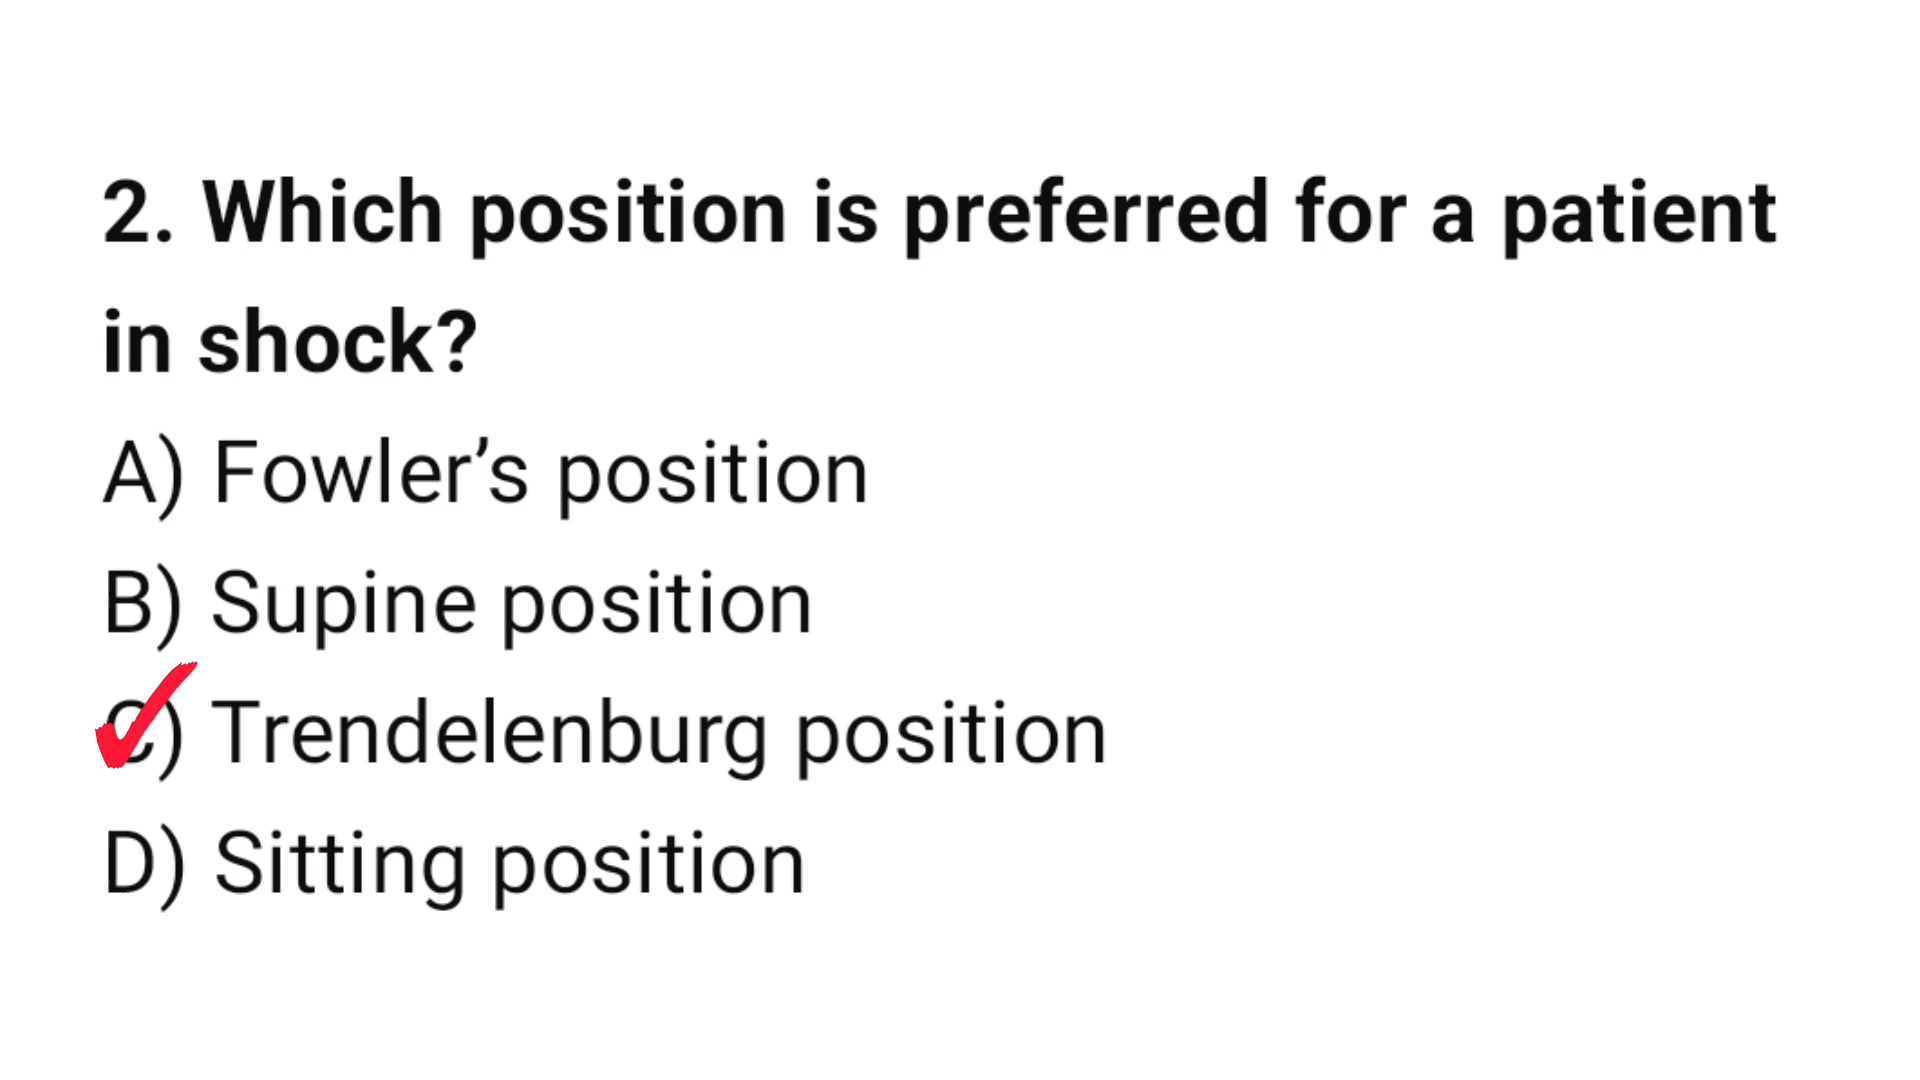 2. Which position is preferred for a patient
in shock?
A) Fowler’s position
B) Supine position
C) Trendelenburg position
D) Sitting position